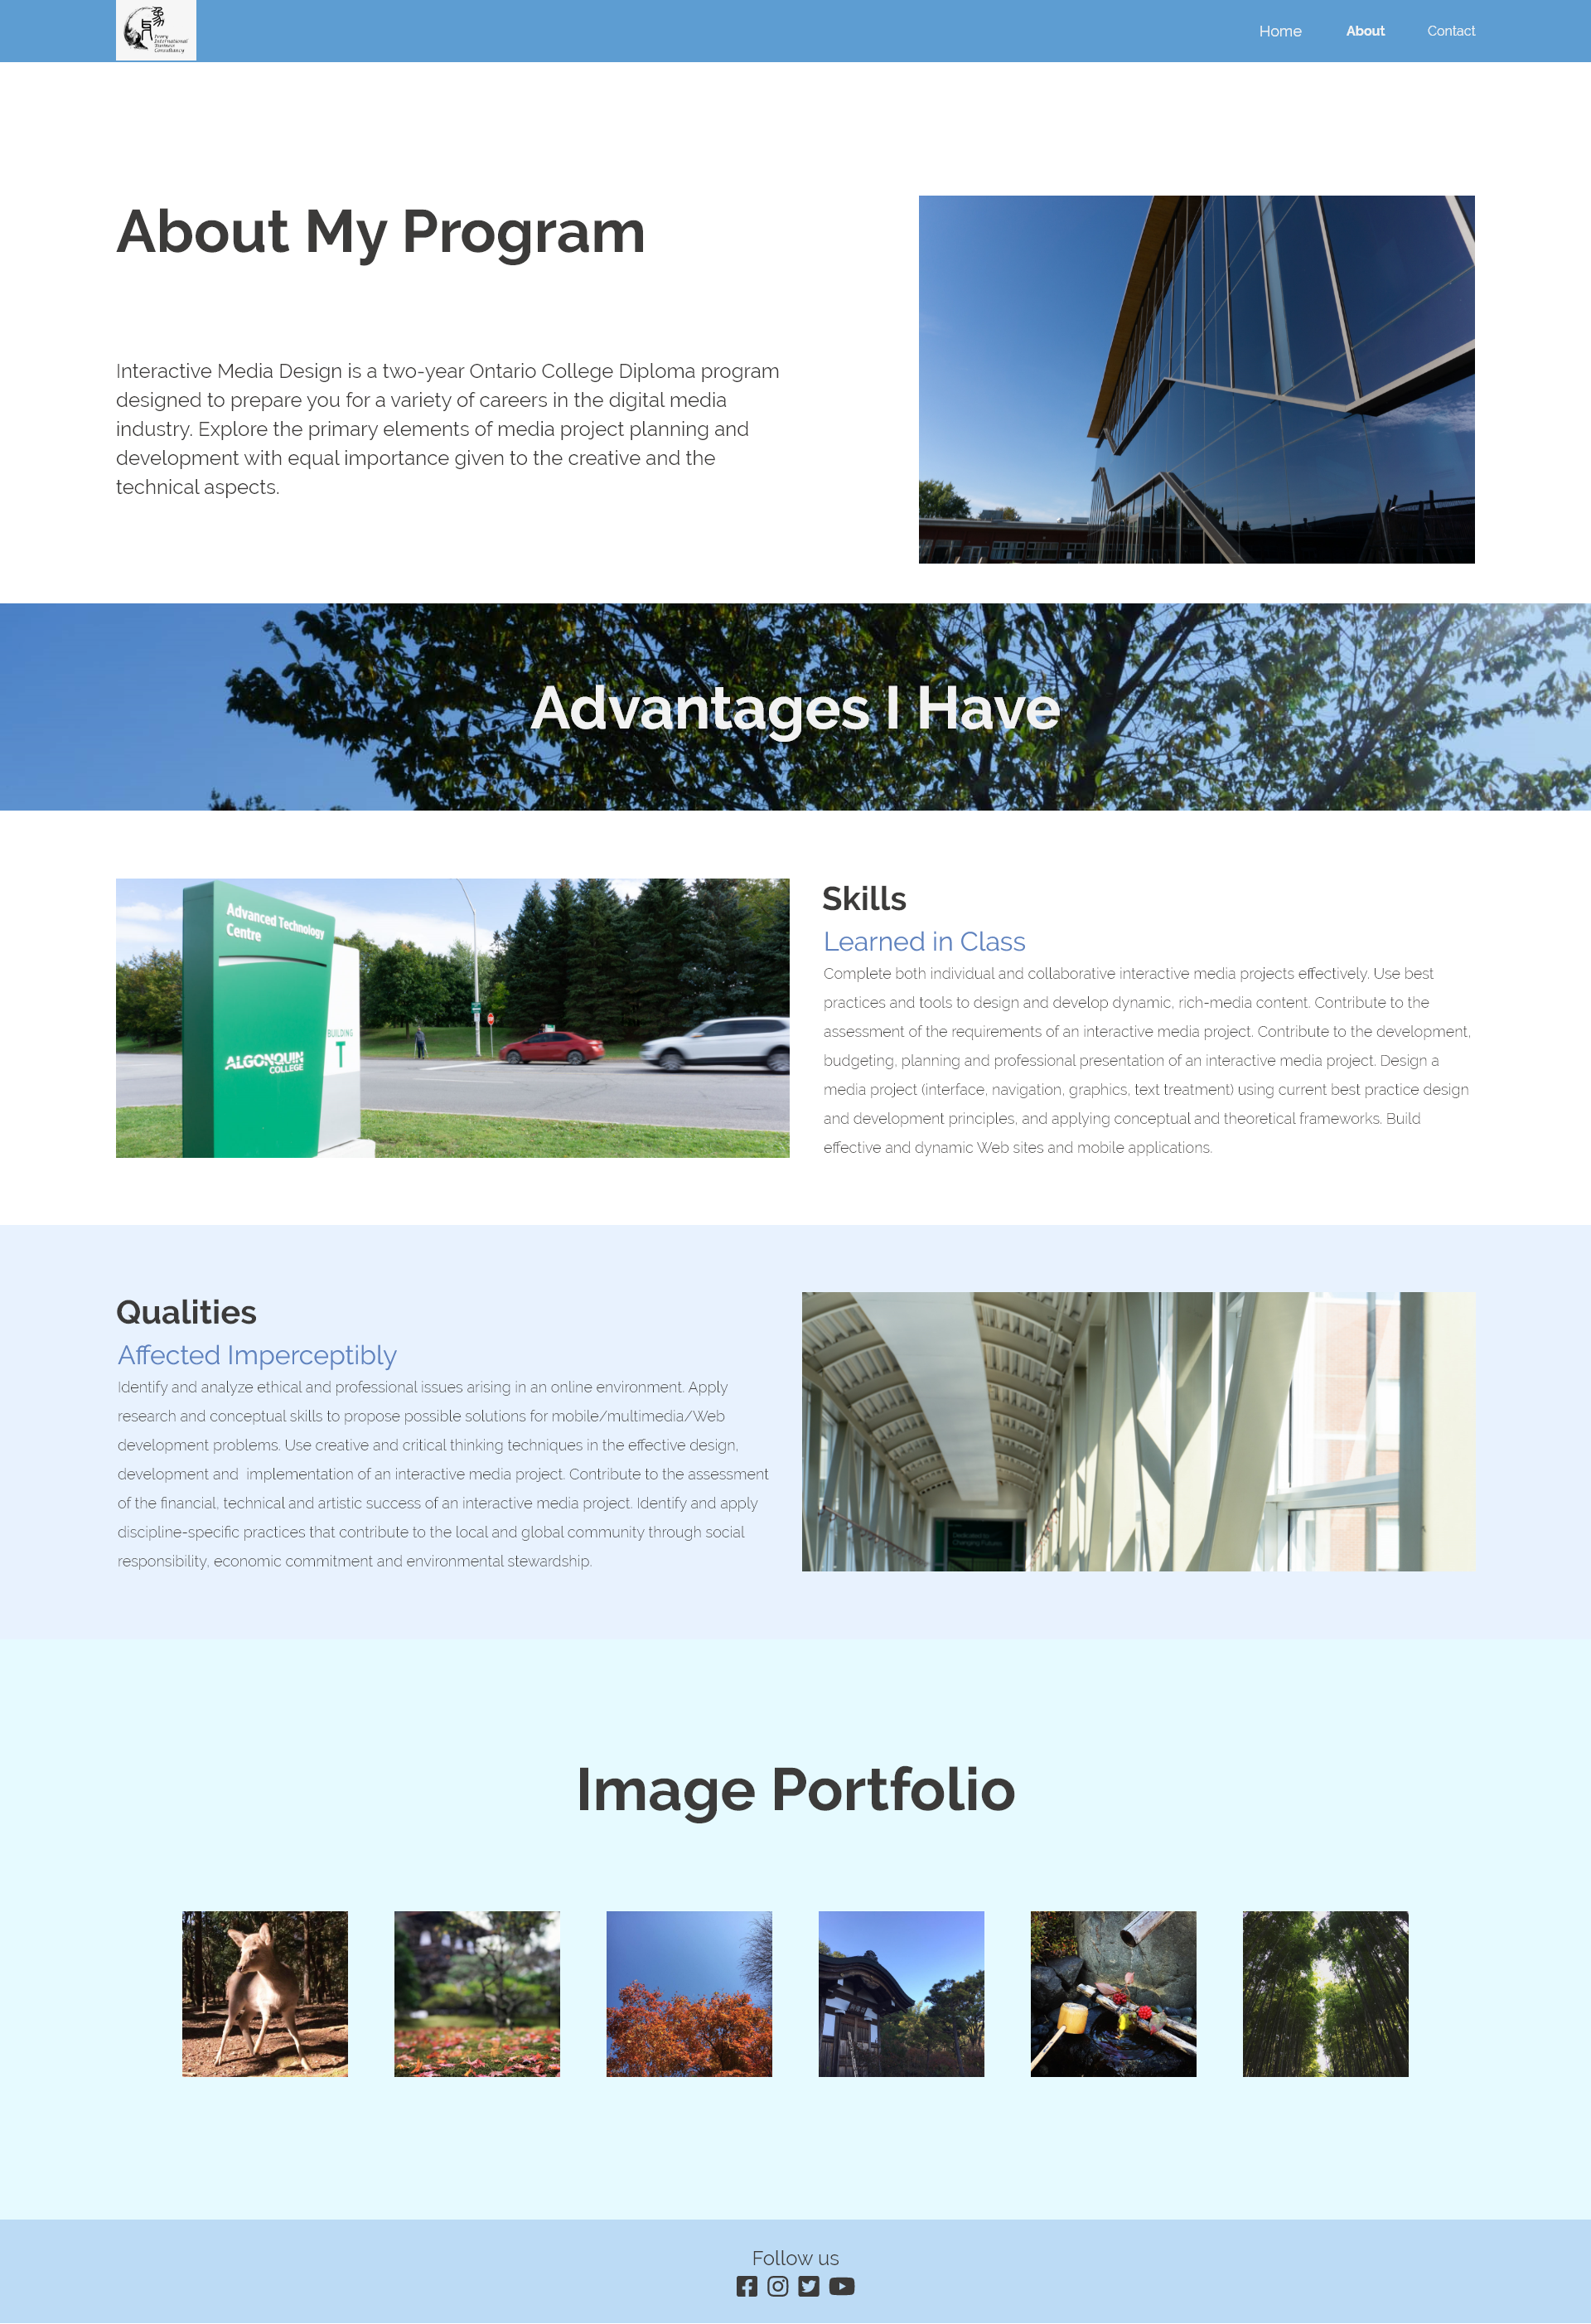 Home About Contact
About My Program
Interactive Media Design is a two-year Ontario College Diploma program
designed to prepare you for a variety of careers in the digital media
industry. Explore the primary elements of media project planning and
development with equal importance given to the creative and the
technical aspects.
Advantages I Have
Advanced Technology
Centre
BUILDING
T
ALGONQUIN
COLLEGE
Skills
Learned in Class
Complete both individual and collaborative interactive media projects effectively. Use best
practices and tools to design and develop dynamic, rich-media content. Contribute to the
assessment of the requirements of an interactive media project. Contribute to the development,
budgeting, planning and professional presentation of an interactive media project. Design a
media project (interface, navigation, graphics, text treatment) using current best practice design
and development principles, and applying conceptual and theoretical frameworks. Build
effective and dynamic Web sites and mobile applications.
Qualities
Affected Imperceptibly
Identify and analyze ethical and professional issues arising in an online environment. Apply
research and conceptual skills to propose possible solutions for mobile/multimedia/Web
development problems. Use creative and critical thinking techniques in the effective design,
development and  implementation of an interactive media project. Contribute to the assessment
of the financial, technical and artistic success of an interactive media project. Identify and apply
discipline-specific practices that contribute to the local and global community through social
responsibility, economic commitment and environmental stewardship.
Dedicated to
Changing Futures
Image Portfolio
Follow us